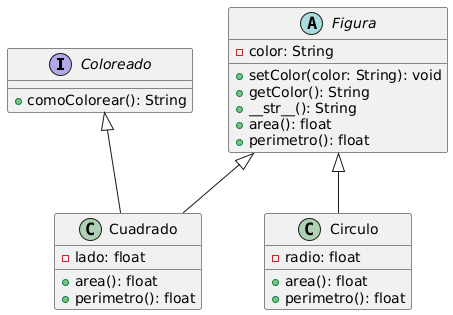 I Coloreado
comoColorear(): String
A Figura
color: String
setColor(color: String): void
getColor(): String
__str__(): String
area(): float
perimetro(): float
C Cuadrado
lado: float
area(): float
perimetro(): float
C Circulo
radio: float
area(): float
perimetro(): float